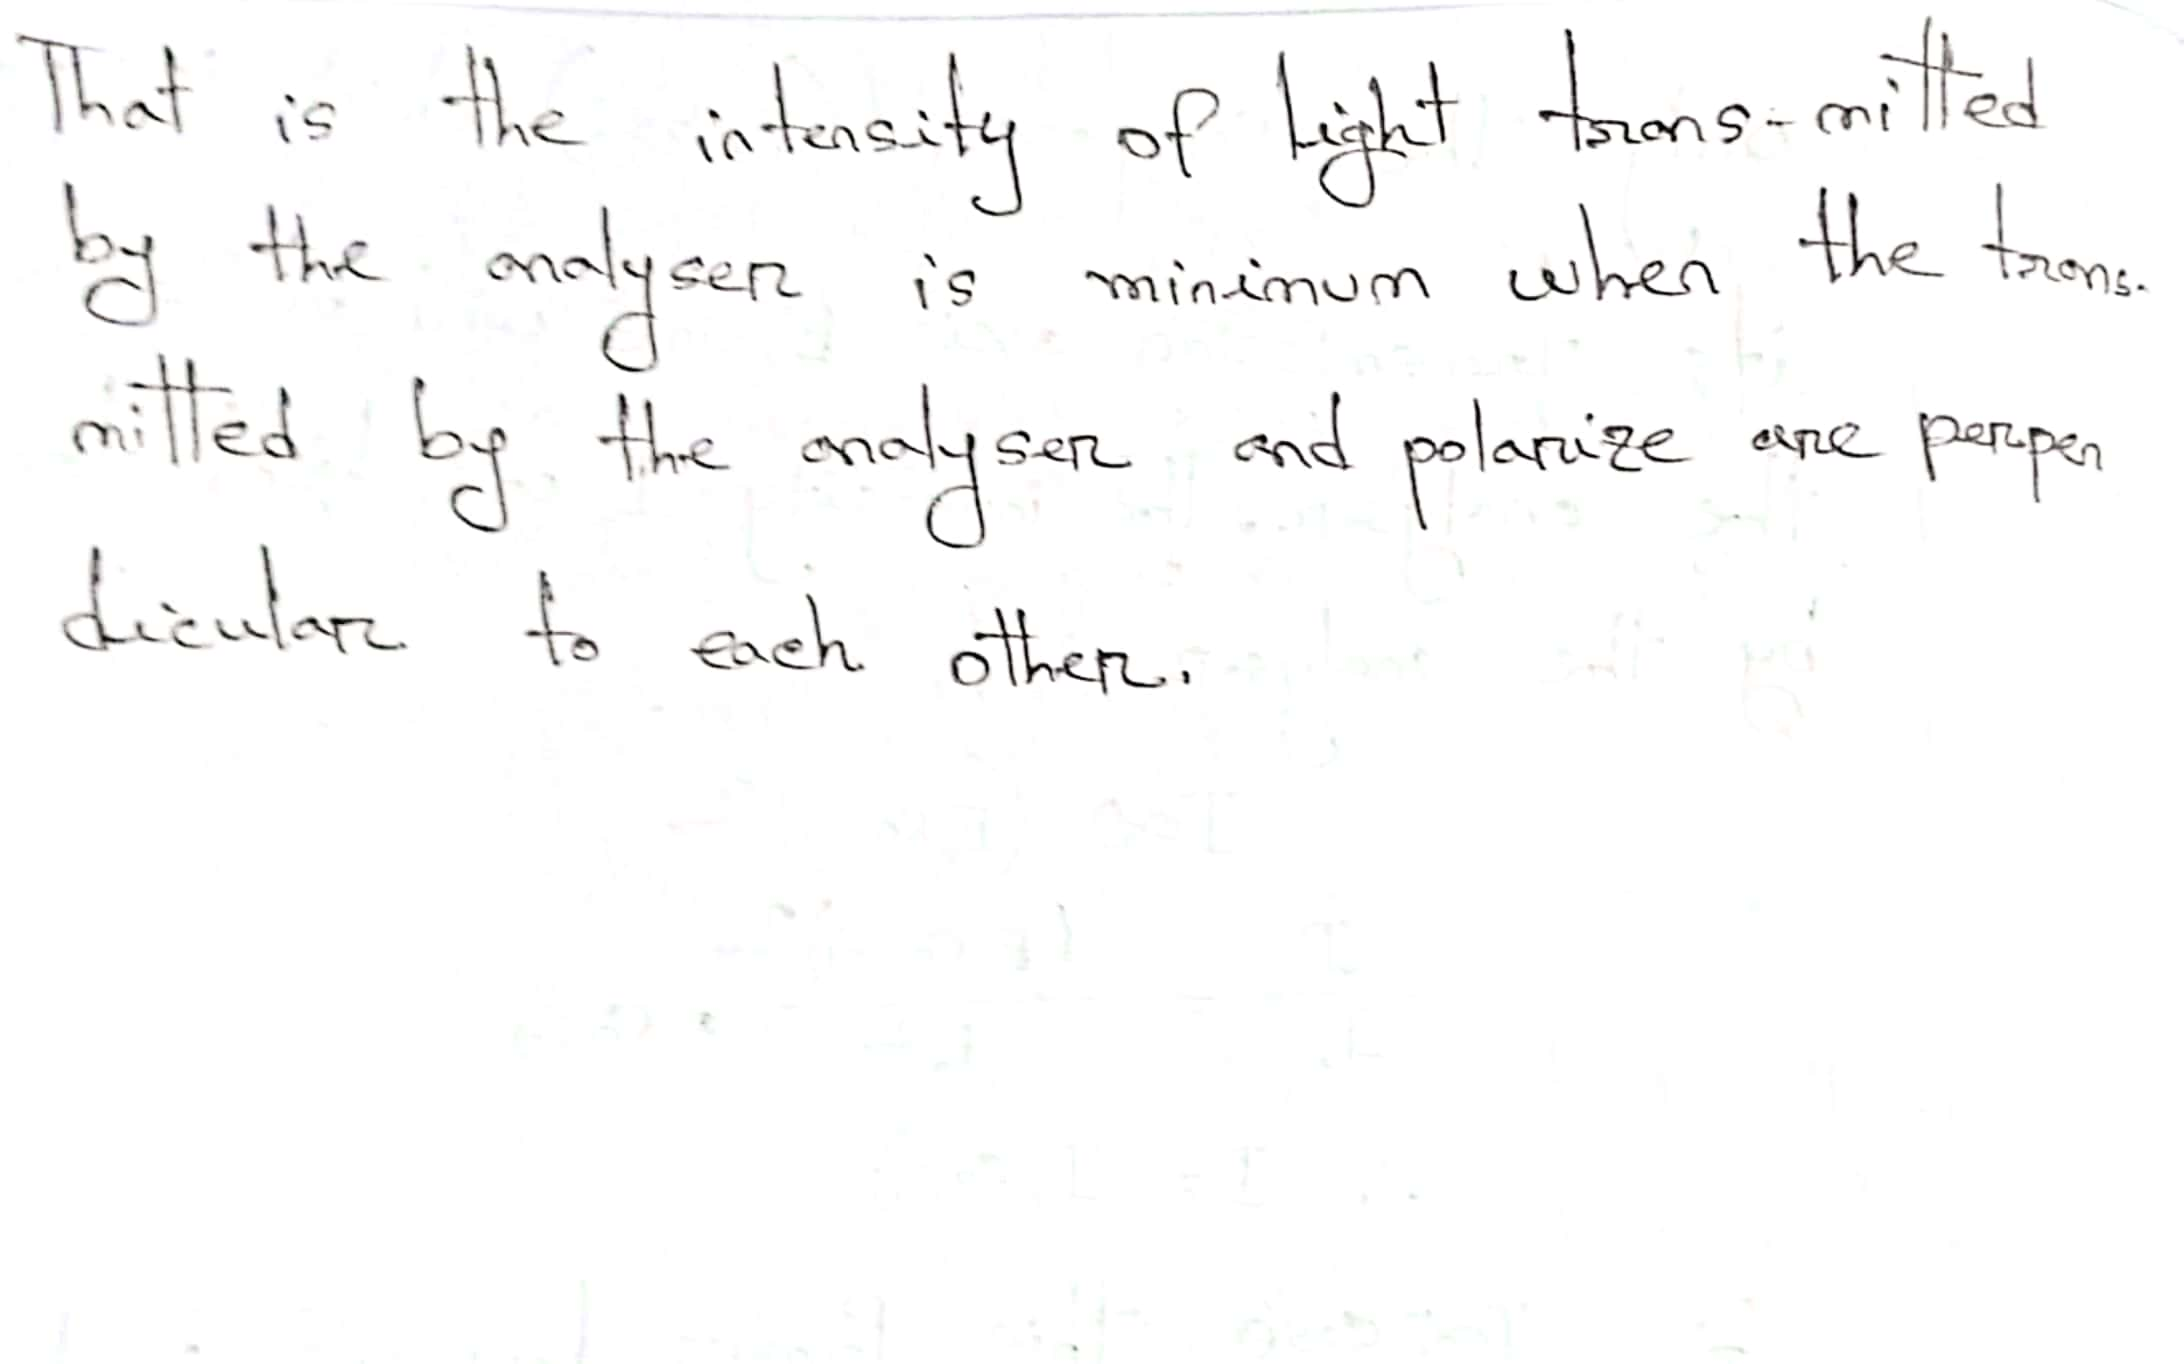 That is the intensity of light trans-mitted
by the analyser is minimum when the trans-
mitted by the analyser and polarize are perpen
dicular to each other.